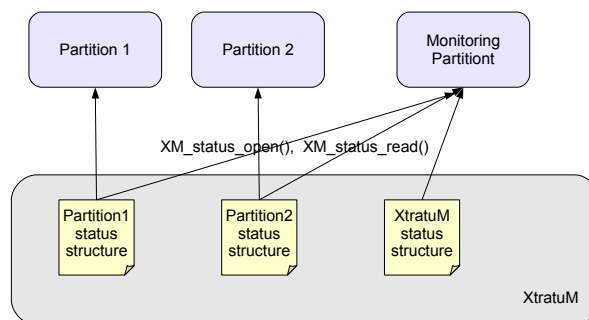 Partition 1
Partition 2
Monitoring
Partitiont
XM_status_open(), XM_status_read()
Partition1
status
structure
Partition2
status
structure
XtratuM
status
structure
XtratuM